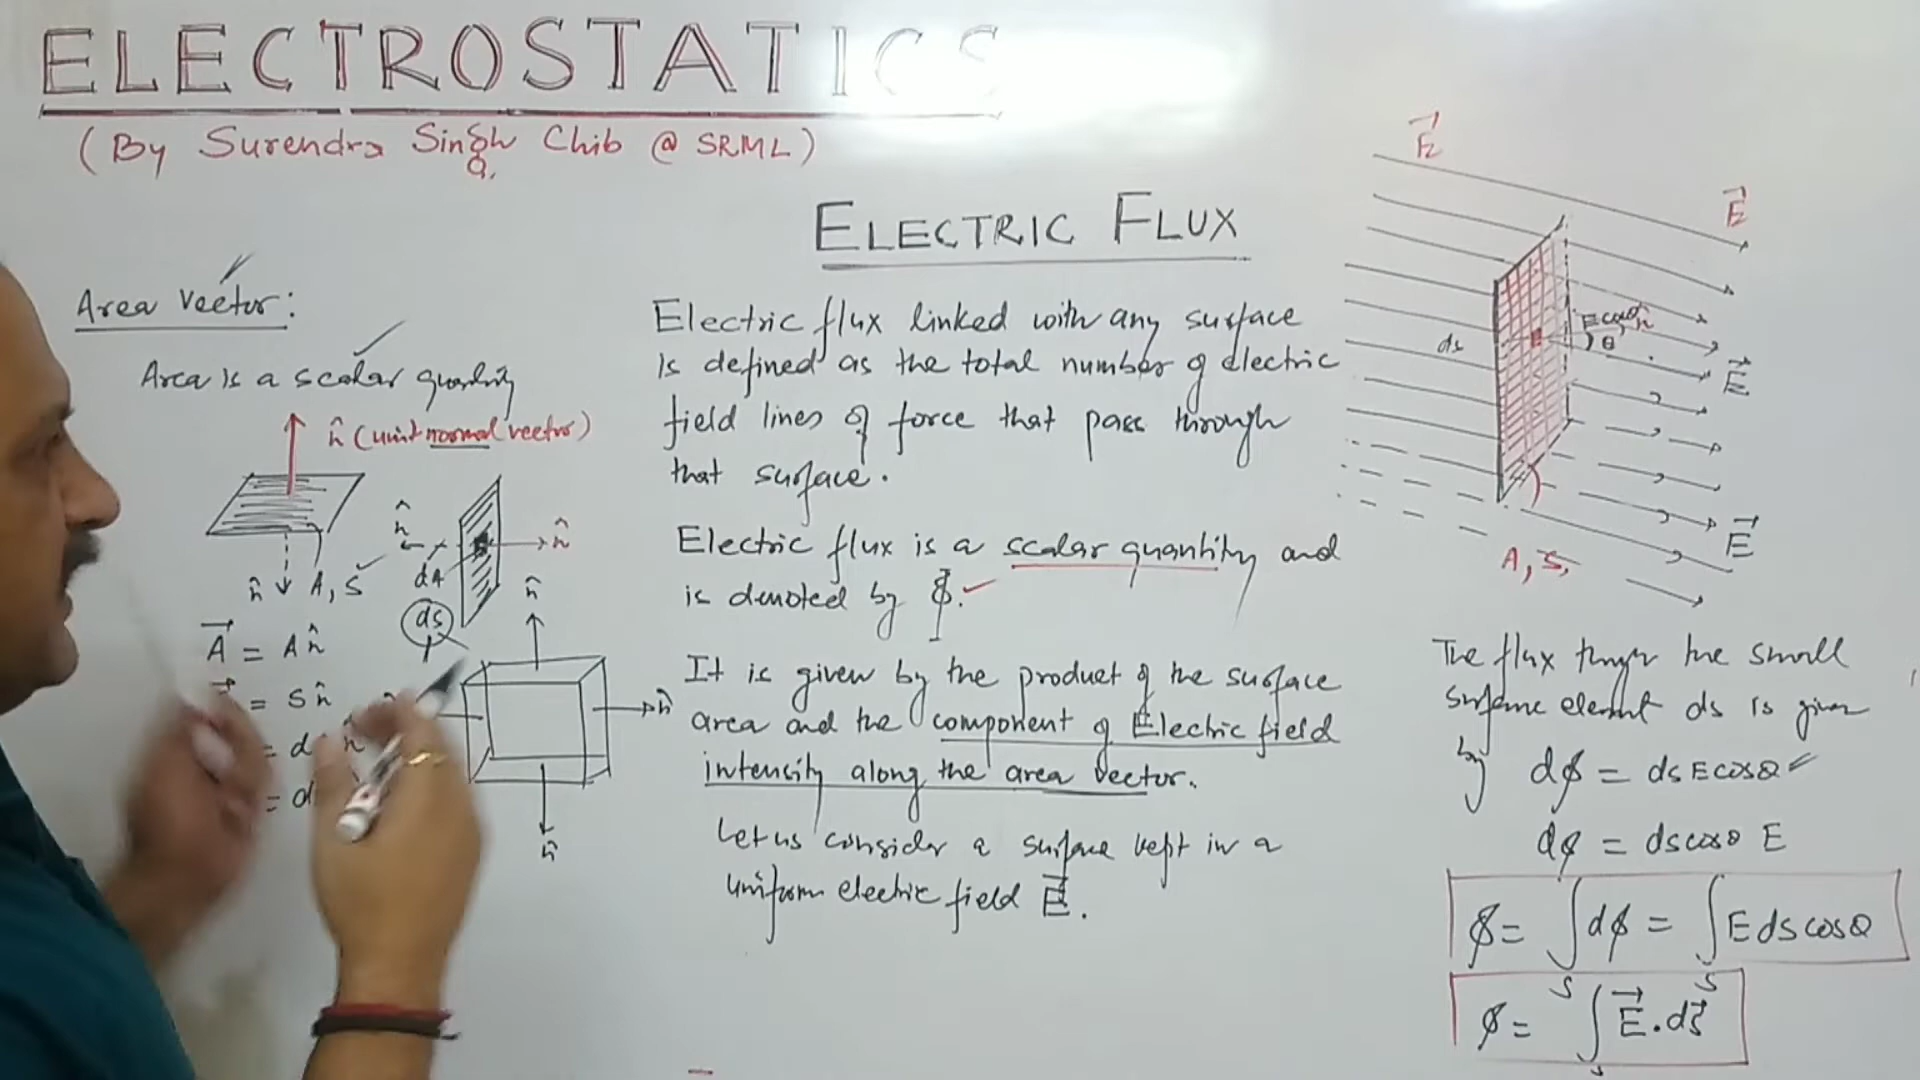 ELECTROSTATICS
(By Surendra Singh Chib @ SRML)
ELECTRIC FLUX
Area Vector:
Area is a scalar quantity
n̂ (unit normal vector)
n̂
n̂
dA
n̂ A, S
ds
n̂
n̂
n̂
A⃗ = A n̂
= S n̂
Electric flux linked with any surface
is defined as the total number of electric
field lines of force that pass through
that surface.
Electric flux is a scalar quantity and
is denoted by ϕ.
It is given by the product of the surface
area and the component of Electric field
intensity along the area vector.
Let us consider a surface kept in a
uniform electric field E⃗.
E⃗
E⃗
ds
E cosθ n̂
θ
E⃗
E⃗
A, S,
The flux through the small
surface element ds is given
by dϕ = ds E cosθ
dϕ = ds cosθ E
ϕ = ∫ dϕ = ∫ E ds cosθ
S S
ϕ = ∫ E⃗ . ds⃗
s